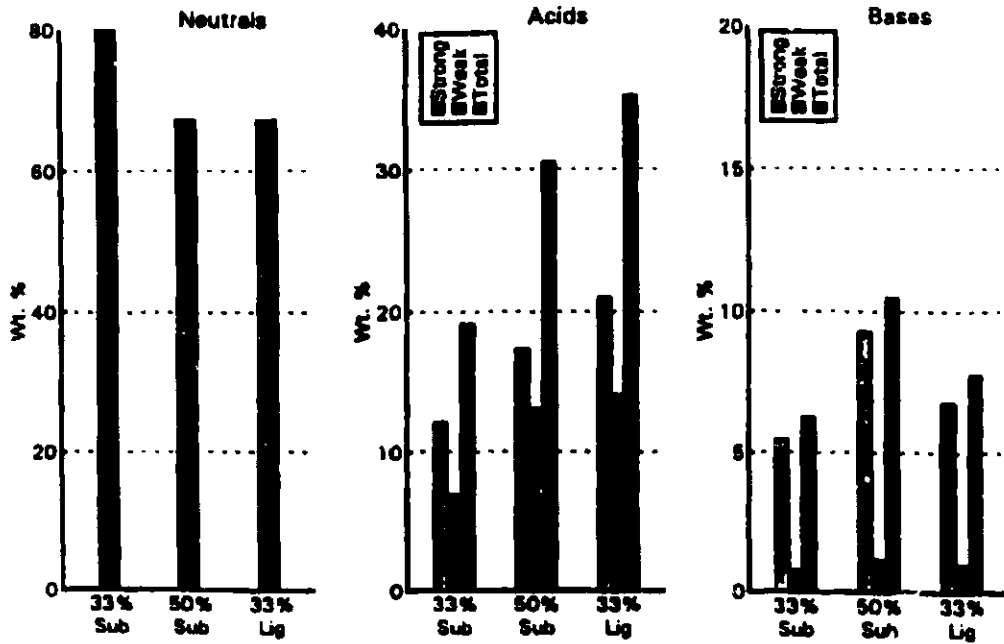 Neutrals
80
60
40
20
0
Wt. %
33% 50% 33%
Sub Sub Lig
Acids
40
30
20
10
0
Wt. %
Strong
Weak
Total
33% 50% 33%
Sub Sub Lig
Bases
20
15
10
5
0
Wt. %
Strong
Weak
Total
33% 50% 33%
Sub Sub Lig